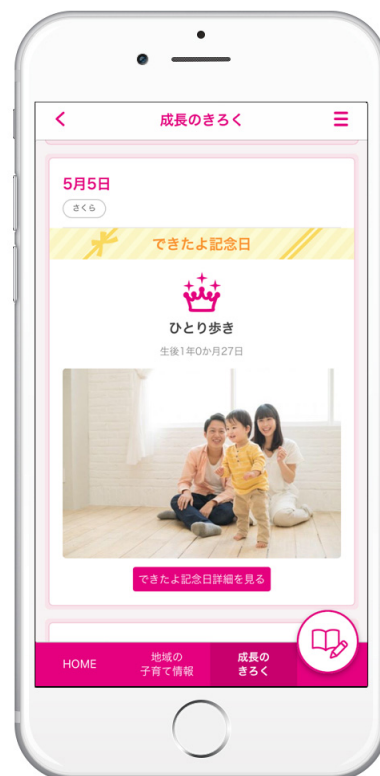 成長のきろく
5月5日
さくら
できたよ記念日
ひとり歩き
生後1年0か月27日
できたよ記念日詳細を見る
HOME
地域の
子育て情報
成長の
きろく